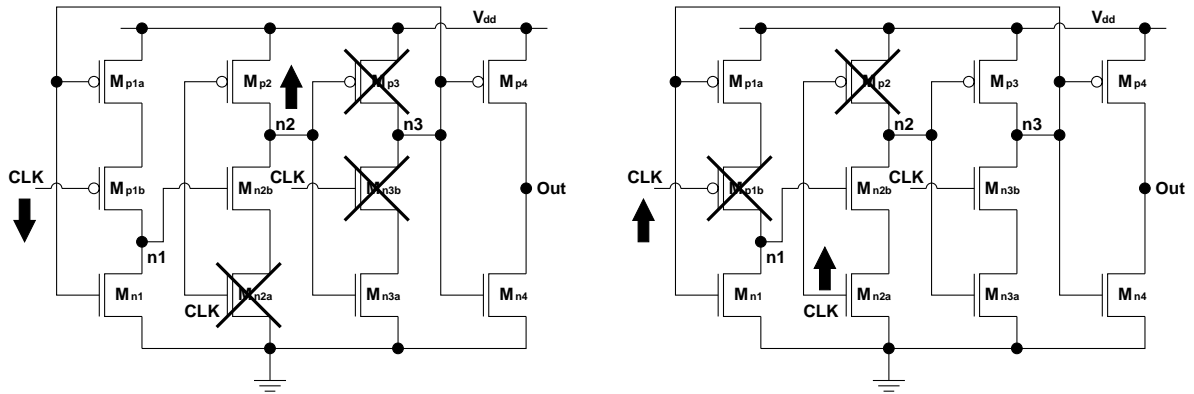 Vdd
Mp1a
Mp2
Mp3
Mp4
n2
n3
CLK
Mp1b
Mn2b
CLK
Mn3b
Out
n1
Mn1
CLK
Mn2a
Mn3a
Mn4
Vdd
Mp1a
Mp2
Mp3
Mp4
n2
n3
CLK
Mp1b
Mn2b
CLK
Mn3b
Out
n1
Mn1
CLK
Mn2a
Mn3a
Mn4